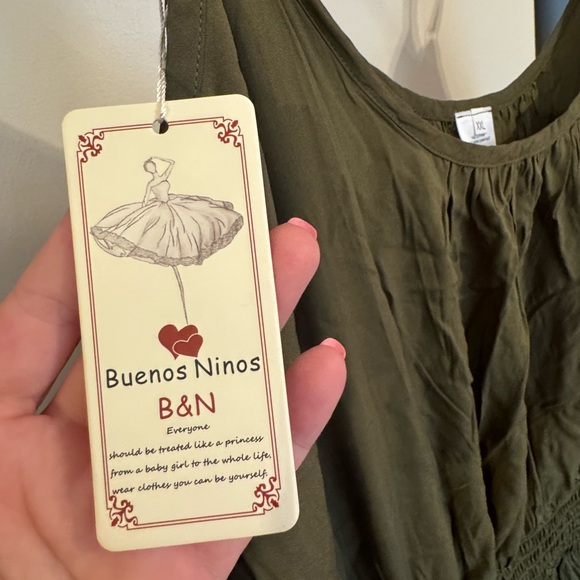 Buenos Ninos
B&N
Everyone
should be treated like a princess
from a baby girl to the whole life,
wear clothes you can be yourself.
XXL